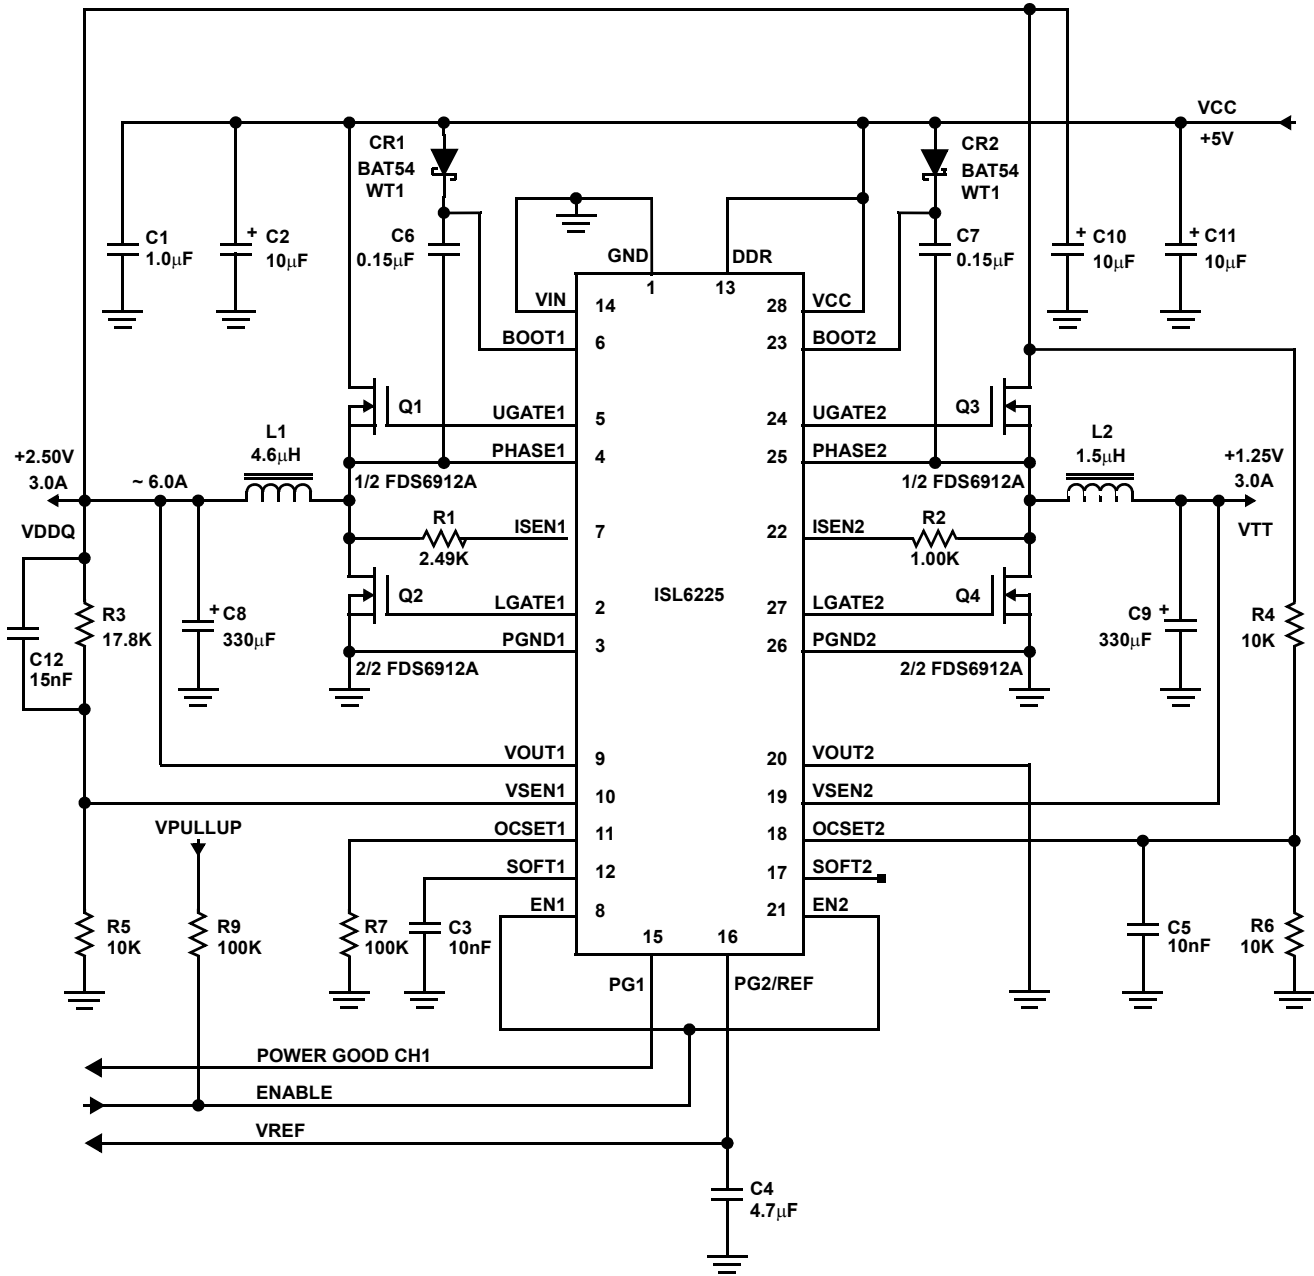 VCC
+5V
CR1
BAT54
WT1
CR2
BAT54
WT1
C1
1.0μF
+ C2
10μF
C6
0.15μF
C7
0.15μF
+ C10
10μF
+ C11
10μF
GND
DDR
1
13
VIN
14
28
VCC
BOOT1
6
23
BOOT2
Q1
UGATE1
5
24
UGATE2
Q3
L1
4.6μH
PHASE1
4
25
PHASE2
L2
1.5μH
+2.50V
3.0A
~ 6.0A
1/2 FDS6912A
1/2 FDS6912A
+1.25V
3.0A
VDDQ
R1
2.49K
ISEN1
7
22
ISEN2
R2
1.00K
VTT
ISL6225
Q2
LGATE1
2
27
LGATE2
Q4
R3
17.8K
+ C8
330μF
C9 +
330μF
R4
10K
PGND1
3
26
PGND2
C12
15nF
2/2 FDS6912A
2/2 FDS6912A
VOUT1
9
20
VOUT2
VSEN1
10
19
VSEN2
VPULLUP
OCSET1
11
18
OCSET2
SOFT1
12
17
SOFT2
EN1
8
21
EN2
R5
10K
R9
100K
R7
100K
C3
10nF
15
16
C5
10nF
R6
10K
PG1
PG2/REF
POWER GOOD CH1
ENABLE
VREF
C4
4.7μF